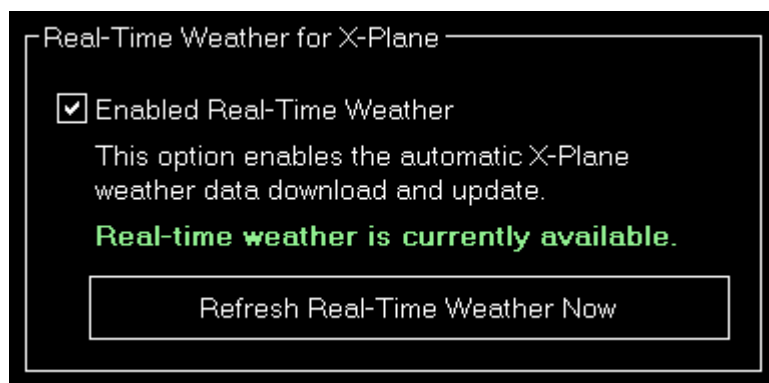 Real-Time Weather for X-Plane
Enabled Real-Time Weather
This option enables the automatic X-Plane
weather data download and update.
Real-time weather is currently available.
Refresh Real-Time Weather Now